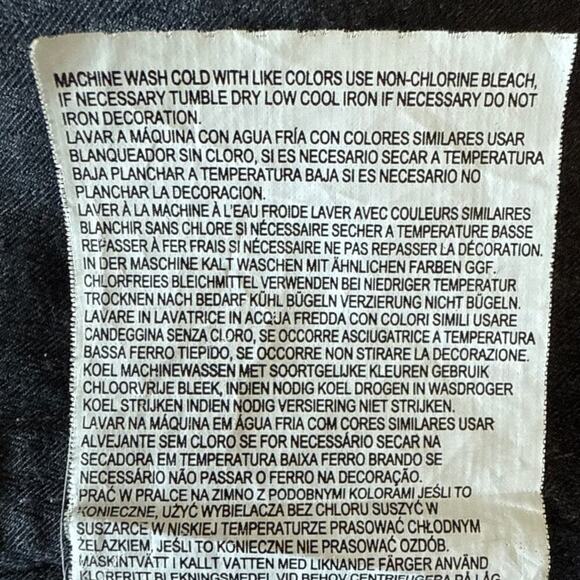 MACHINE WASH COLD WITH LIKE COLORS USE NON-CHLORINE BLEACH,
IF NECESSARY TUMBLE DRY LOW COOL IRON IF NECESSARY DO NOT
IRON DECORATION.
LAVAR A MÁQUINA CON AGUA FRÍA CON COLORES SIMILARES USAR
BLANQUEADOR SIN CLORO, SI ES NECESARIO SECAR A TEMPERATURA
BAJA PLANCHAR A TEMPERATURA BAJA SI ES NECESARIO NO
PLANCHAR LA DECORACION.
LAVER À LA MACHINE À L'EAU FROIDE LAVER AVEC COULEURS SIMILAIRES
BLANCHIR SANS CHLORE SI NÉCESSAIRE SECHER A TEMPERATURE BASSE
REPASSER À FER FRAIS SI NÉCESSAIRE NE PAS REPASSER LA DÉCORATION.
IN DER MASCHINE KALT WASCHEN MIT ÄHNLICHEN FARBEN GGF.
CHLORFREIES BLEICHMITTEL VERWENDEN BEI NIEDRIGER TEMPERATUR
TROCKNEN NACH BEDARF KÜHL BÜGELN VERZIERUNG NICHT BÜGELN.
LAVARE IN LAVATRICE IN ACQUA FREDDA CON COLORI SIMILI USARE
CANDEGGINA SENZA CLORO, SE OCCORRE ASCIUGATRICE A TEMPERATURA
BASSA FERRO TIEPIDO, SE OCCORRE NON STIRARE LA DECORAZIONE.
KOEL MACHINEWASSEN MET SOORTGELIJKE KLEUREN GEBRUIK
CHLOORVRIJE BLEEK, INDIEN NODIG KOEL DROGEN IN WASDROGER
KOEL STRIJKEN INDIEN NODIG VERSIERING NIET STRIJKEN.
LAVAR NA MÁQUINA EM ÁGUA FRIA COM CORES SIMILARES USAR
ALVEJANTE SEM CLORO SE FOR NECESSÁRIO SECAR NA
SECADORA EM TEMPERATURA BAIXA FERRO BRANDO SE
NECESSÁRIO NÃO PASSAR O FERRO NA DECORAÇÃO.
PRAĆ W PRALCE NA ZIMNO Z PODOBNYMI KOLORAMI JEŚLI TO
KONIECZNE, UŻYĆ WYBIELACZA BEZ CHLORU SUSZYĆ W
SUSZARCE W NISKIEJ TEMPERATURZE PRASOWAĆ CHŁODNYM
ŻELAZKIEM, JEŚLI TO KONIECZNE NIE PRASOWAĆ OZDÓB.
MASKINTVÄTT I KALLT VATTEN MED LIKNANDE FÄRGER ANVÄND
KLORFRITT BLEKNINGSMEDEL VID BEHOV CENTRIFUGERA PÅ LÅG